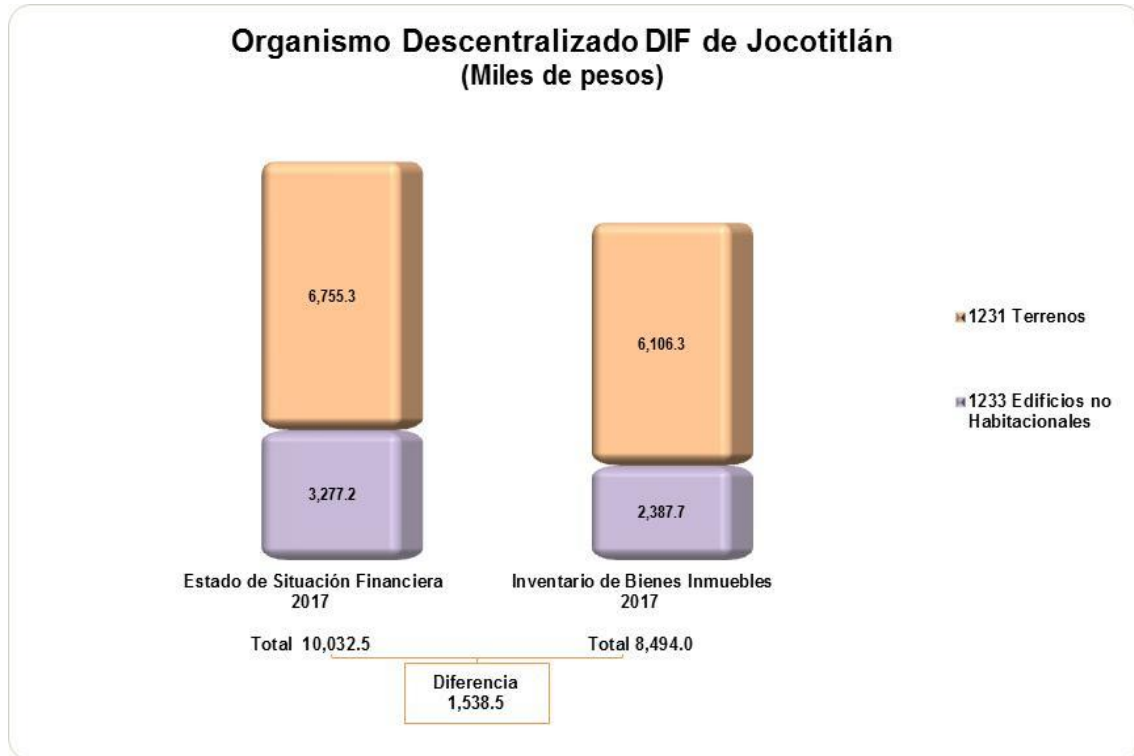 Organismo Descentralizado DIF de Jocotitlán
(Miles de pesos)
6,755.3
6,106.3
3,277.2
2,387.7
1231 Terrenos
1233 Edificios no
Habitacionales
Estado de Situación Financiera
2017
Inventario de Bienes Inmuebles
2017
Total 10,032.5
Total 8,494.0
Diferencia
1,538.5